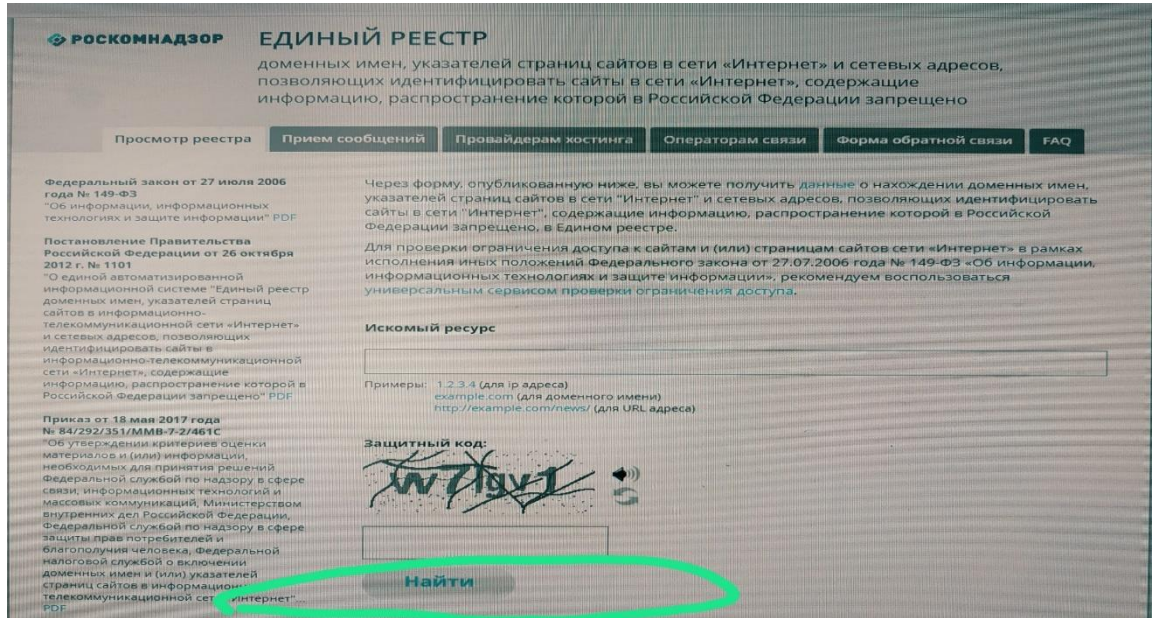 РОСКОМНАДЗОР
ЕДИНЫЙ РЕЕСТР
доменных имен, указателей страниц сайтов в сети «Интернет» и сетевых адресов,
позволяющих идентифицировать сайты в сети «Интернет», содержащие
информацию, распространение которой в Российской Федерации запрещено
Просмотр реестра
Прием сообщений
Провайдерам хостинга
Операторам связи
Форма обратной связи
FAQ
Федеральный закон от 27 июля 2006
года № 149-ФЗ
"Об информации, информационных
технологиях и защите информации" PDF
Постановление Правительства
Российской Федерации от 26 октября
2012 г. № 1101
"О единой автоматизированной
информационной системе "Единый реестр
доменных имен, указателей страниц
сайтов в информационно-
телекоммуникационной сети «Интернет»
и сетевых адресов, позволяющих
идентифицировать сайты в
информационно-телекоммуникационной
сети «Интернет», содержащие
информацию, распространение которой в
Российской Федерации запрещено" PDF
Приказ от 18 мая 2017 года
№ 84/292/351/ММВ-7-2/461С
"Об утверждении критериев оценки
материалов и (или) информации,
необходимых для принятия решений
Федеральной службой по надзору в сфере
связи, информационных технологий и
массовых коммуникаций, Министерством
внутренних дел Российской Федерации,
Федеральной службой по надзору в сфере
защиты прав потребителей и
благополучия человека, Федеральной
налоговой службой о включении
доменных имен и (или) указателей
страниц сайтов в информационно-
телекоммуникационной сети "Интернет"...
PDF
Через форму, опубликованную ниже, вы можете получить данные о нахождении доменных имен,
указателей страниц сайтов в сети "Интернет" и сетевых адресов, позволяющих идентифицировать
сайты в сети "Интернет", содержащие информацию, распространение которой в Российской
Федерации запрещено, в Едином реестре.
Для проверки ограничения доступа к сайтам и (или) страницам сайтов сети «Интернет» в рамках
исполнения иных положений Федерального закона от 27.07.2006 года № 149-ФЗ «Об информации,
информационных технологиях и защите информации», рекомендуем воспользоваться
универсальным сервисом проверки ограничения доступа.
Искомый ресурс
Примеры: 1.2.3.4 (для ip адреса)
example.com (для доменного имени)
http://example.com/news/ (для URL адреса)
Защитный код:
Найти